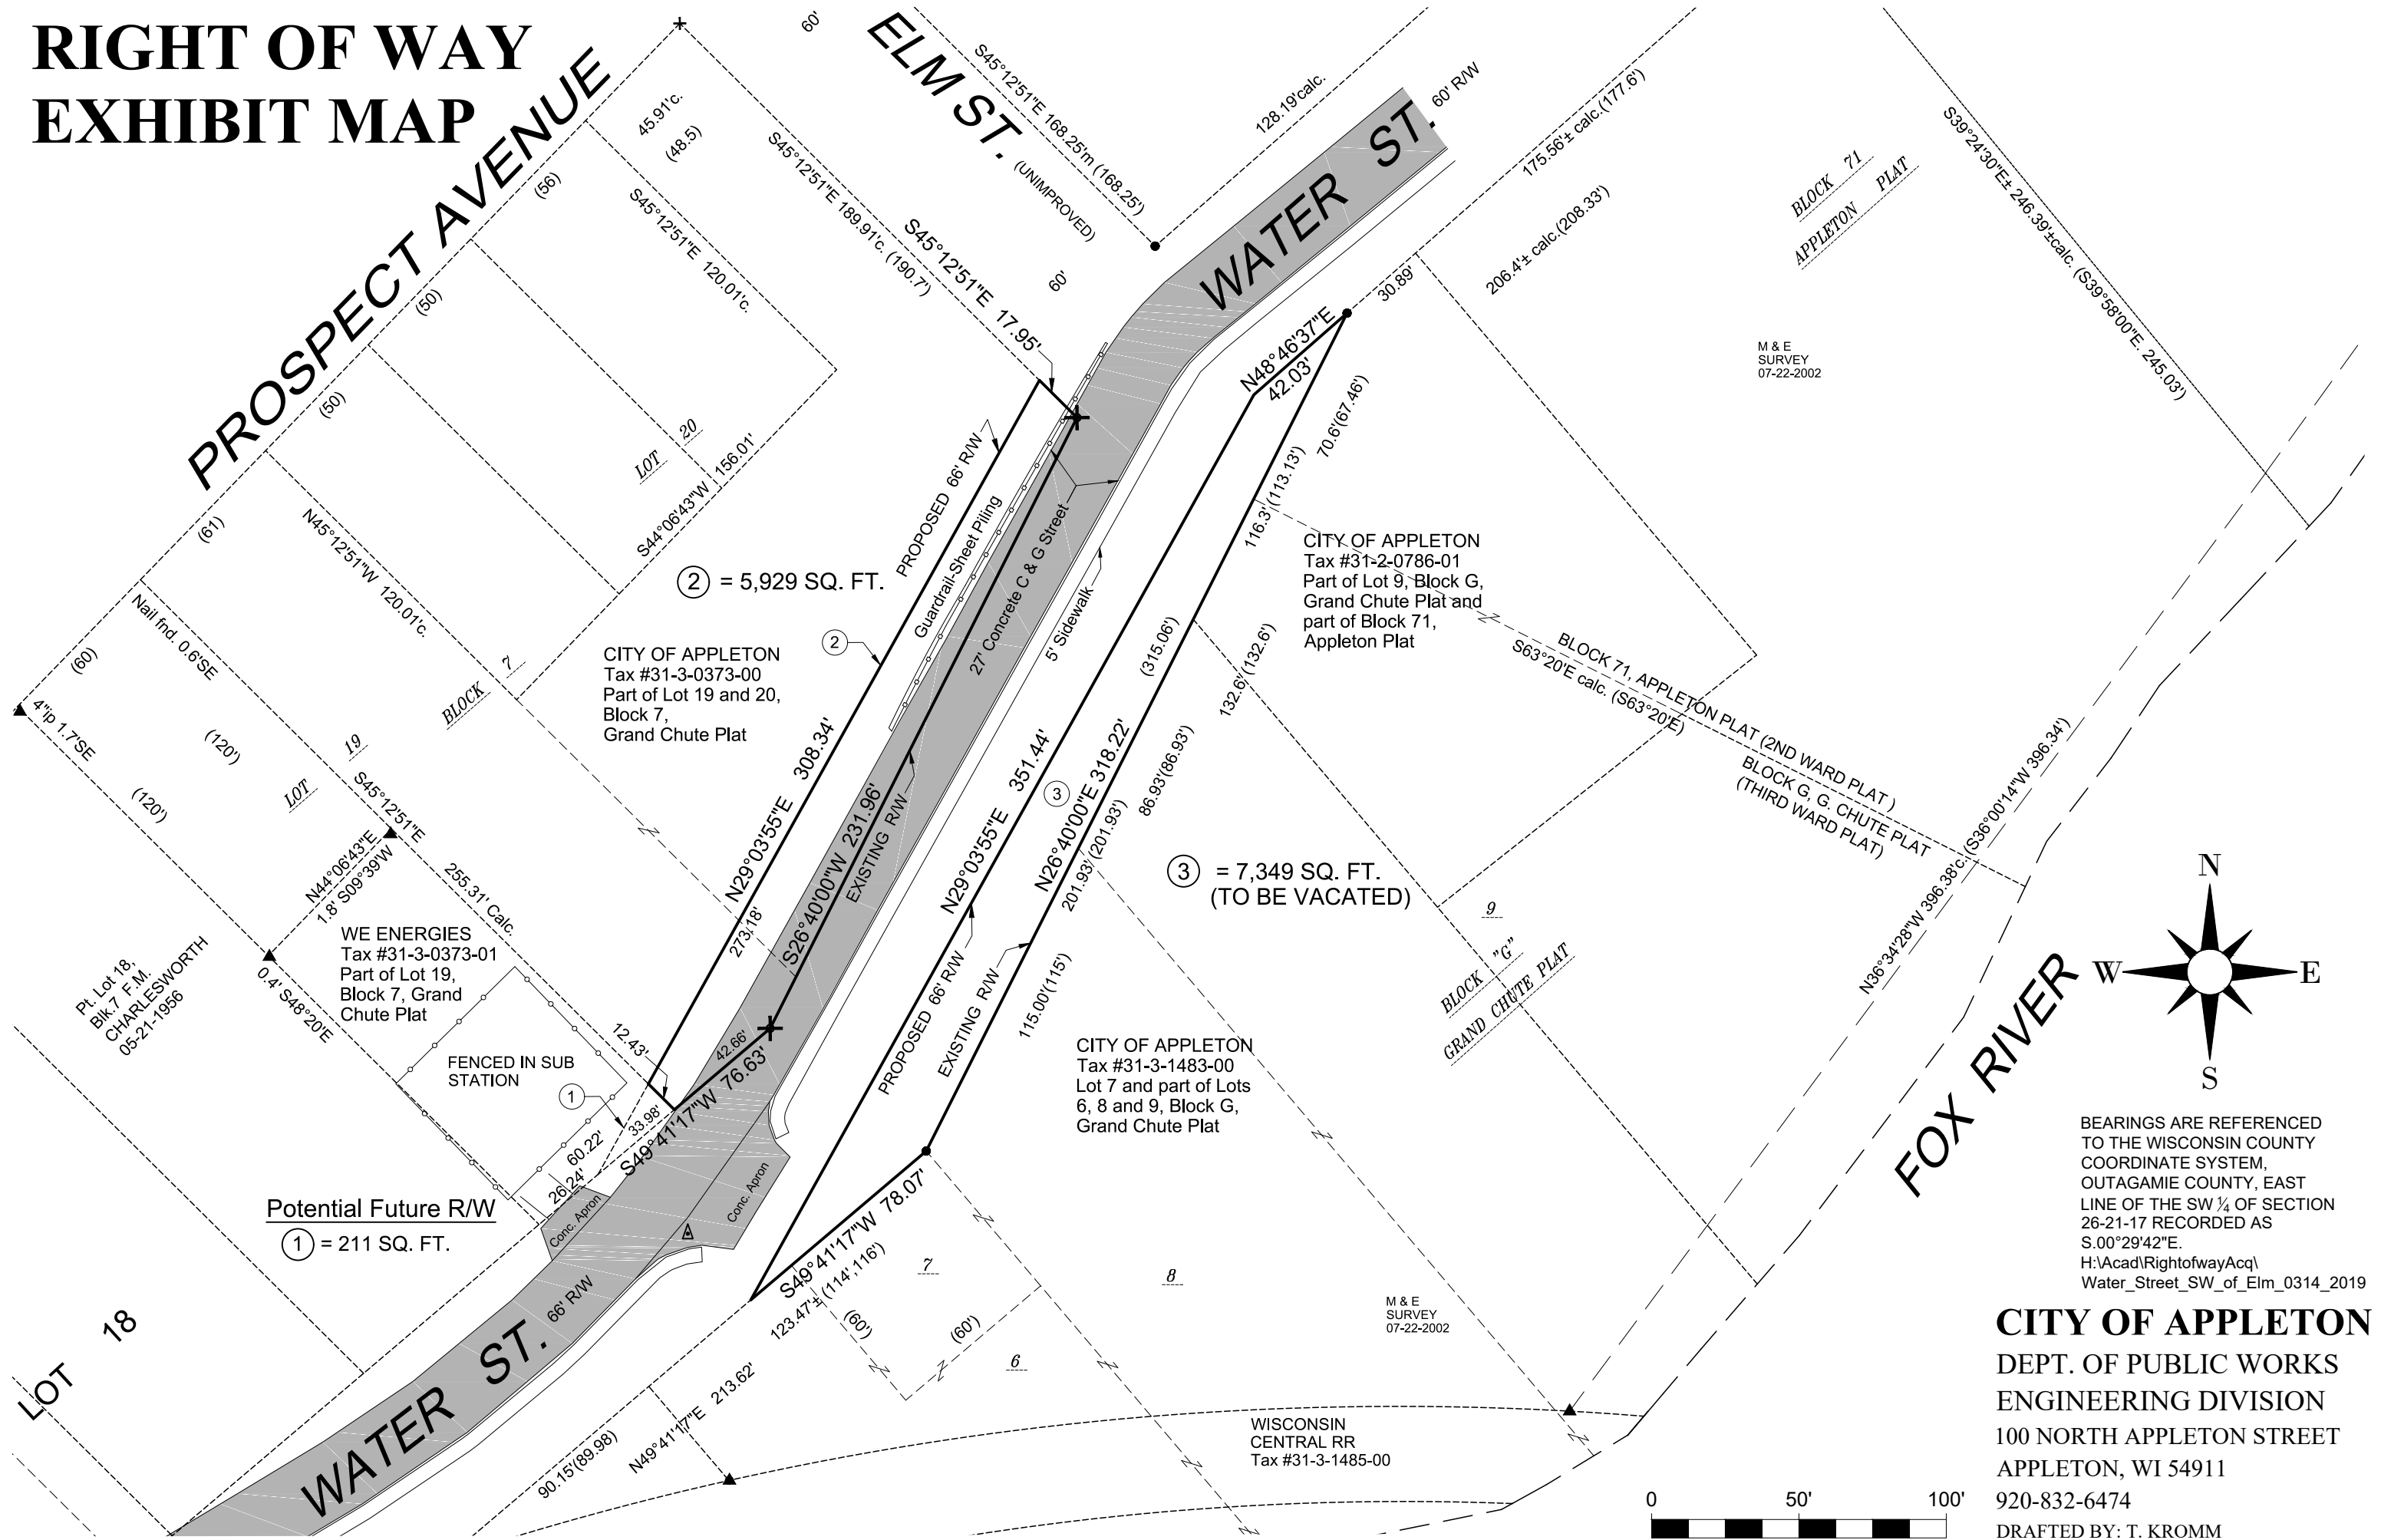 RIGHT OF WAY
EXHIBIT MAP
PROSPECT AVENUE
ELM ST.
(UNIMPROVED)
60'
60'
S45°12'51"E 168.25'm (168.25')
128.19'calc.
WATER ST.
60' R/W
175.56'± calc.(177.6')
206.4'± calc.(208.33')
30.89'
BLOCK 71
APPLETON PLAT
S39°24'30"E± 246.39'±calc. (S39°58'00"E. 245.03')
M & E
SURVEY
07-22-2002
45.91'c.
(48.5)
(56)
(50)
(50)
(61)
(60)
S45°12'51"E 189.91'c. (190.7')
S45°12'51"E 17.95'
S45°12'51"E 120.01'c.
LOT 20
S44°06'43"W 156.01'
N45°12'51"W 120.01'c.
BLOCK 7
Nail fnd. 0.6'SE
4"ip 1.7'SE
(120')
(120')
LOT 19
S45°12'51"E
255.31' Calc.
N44°06'43"E
1.8' S09°39'W
0.4' S48°20'E
2 = 5,929 SQ. FT.
2
PROPOSED 66' R/W
Guardrail-Sheet Piling
27' Concrete C & G Street
5' Sidewalk
N48°46'37"E
42.03'
70.6'(67.46')
116.3'(113.13')
CITY OF APPLETON
Tax #31-2-0786-01
Part of Lot 9, Block G,
Grand Chute Plat and
part of Block 71,
Appleton Plat
CITY OF APPLETON
Tax #31-3-0373-00
Part of Lot 19 and 20,
Block 7,
Grand Chute Plat
(315.06')
132.6'(132.6')
BLOCK 71, APPLETON PLAT (2ND WARD PLAT )
S63°20'E calc. (S63°20'E)
BLOCK G, G. CHUTE PLAT
(THIRD WARD PLAT)
N29°03'55"E 308.34'
273.18'
S26°40'00"W 231.96'
EXISTING R/W
N29°03'55"E 351.44'
3
N26°40'00"E 318.22'
86.93'(86.93')
201.93'(201.93')
3 = 7,349 SQ. FT.
(TO BE VACATED)
PROPOSED 66' R/W
EXISTING R/W
115.00'(115')
9
BLOCK "G"
GRAND CHUTE PLAT
N36°34'28"W 396.38'c. (S36°00'14"W 396.34')
FOX RIVER
N
W
E
S
Pt. Lot 18,
Blk.7 F.M.
CHARLESWORTH
05-21-1956
WE ENERGIES
Tax #31-3-0373-01
Part of Lot 19,
Block 7, Grand
Chute Plat
FENCED IN SUB
STATION
1
12.43'
42.66'
33.98'
S49°41'17"W 76.63'
60.22'
26.24'
Conc. Apron
Conc. Apron
CITY OF APPLETON
Tax #31-3-1483-00
Lot 7 and part of Lots
6, 8 and 9, Block G,
Grand Chute Plat
Potential Future R/W
1 = 211 SQ. FT.
S49°41'17"W 78.07'
123.47'± (114',116')
7
8
(60')
(60')
6
LOT 18
WATER ST.
66' R/W
90.15'(89.98)
N49°41'17"E 213.62'
M & E
SURVEY
07-22-2002
WISCONSIN
CENTRAL RR
Tax #31-3-1485-00
BEARINGS ARE REFERENCED
TO THE WISCONSIN COUNTY
COORDINATE SYSTEM,
OUTAGAMIE COUNTY, EAST
LINE OF THE SW ¼ OF SECTION
26-21-17 RECORDED AS
S.00°29'42"E.
H:\Acad\RightofwayAcq\
Water_Street_SW_of_Elm_0314_2019
CITY OF APPLETON
DEPT. OF PUBLIC WORKS
ENGINEERING DIVISION
100 NORTH APPLETON STREET
APPLETON, WI 54911
920-832-6474
DRAFTED BY: T. KROMM
0 50' 100'